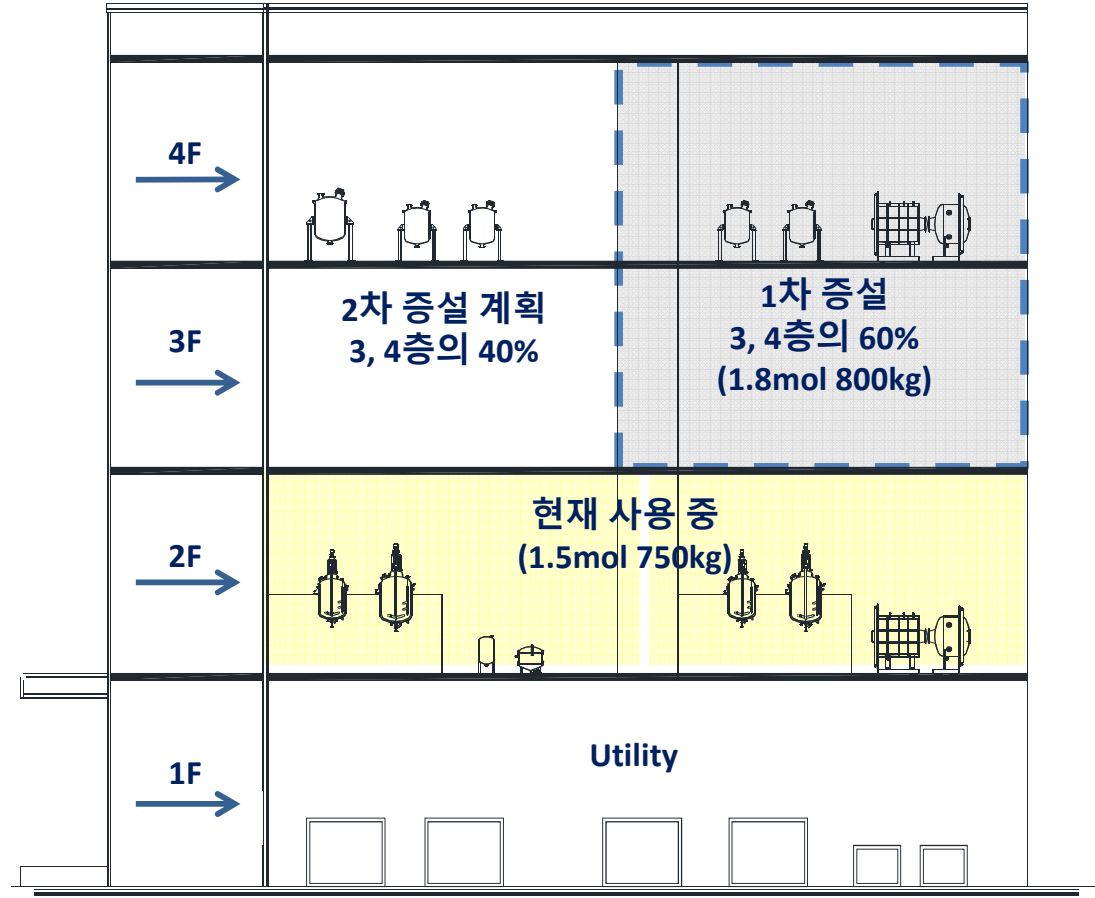 4F
3F
2차 증설 계획
3, 4층의 40%
1차 증설
3, 4층의 60%
(1.8mol 800kg)
2F
현재 사용 중
(1.5mol 750kg)
1F
Utility